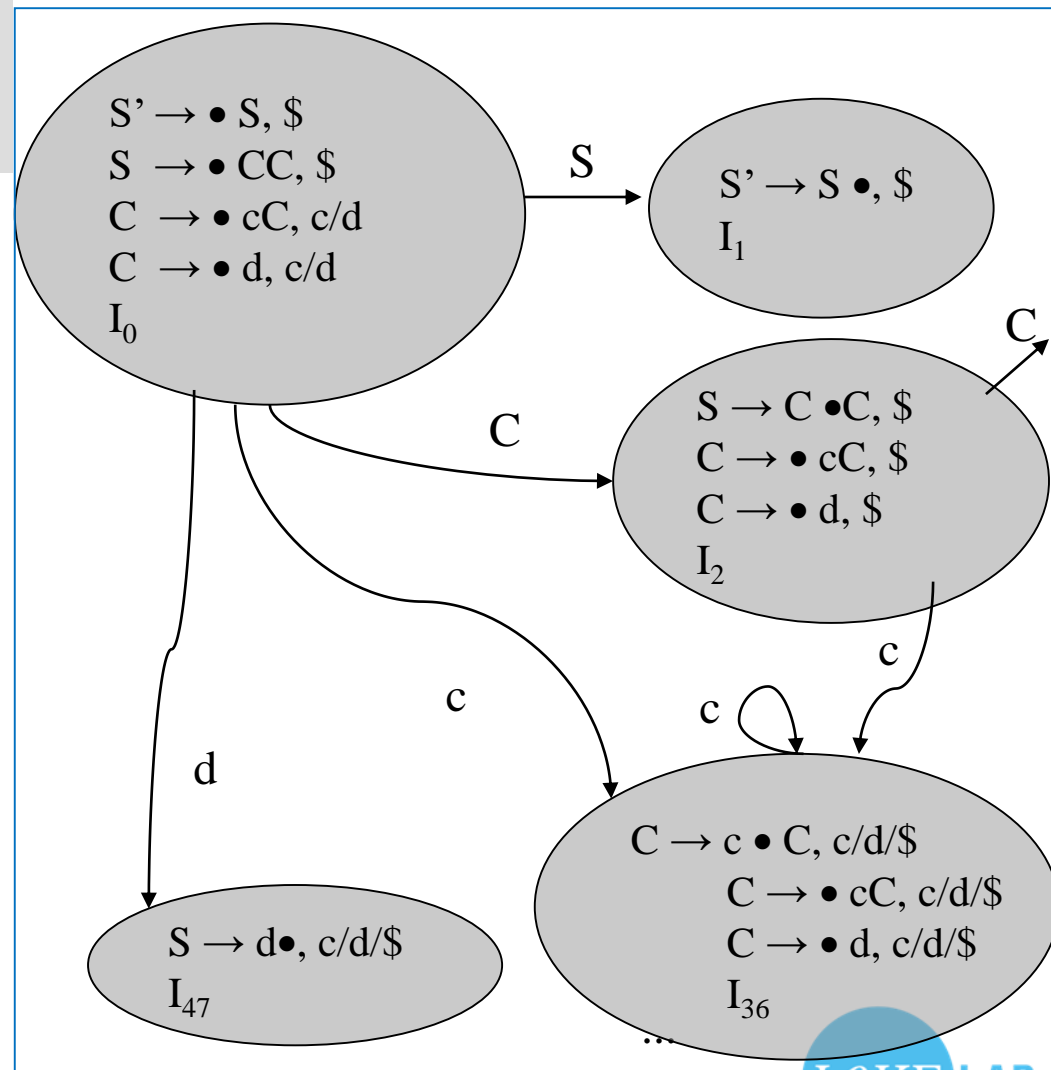 S’ → • S, $
S → • CC, $
C → • cC, c/d
C → • d, c/d
I₀
S
S’ → S •, $
I₁
C
S → C •C, $
C → • cC, $
C → • d, $
I₂
C
c
c
c
d
C → c • C, c/d/$
C → • cC, c/d/$
C → • d, c/d/$
I₃₆
S → d•, c/d/$
I₄₇
...